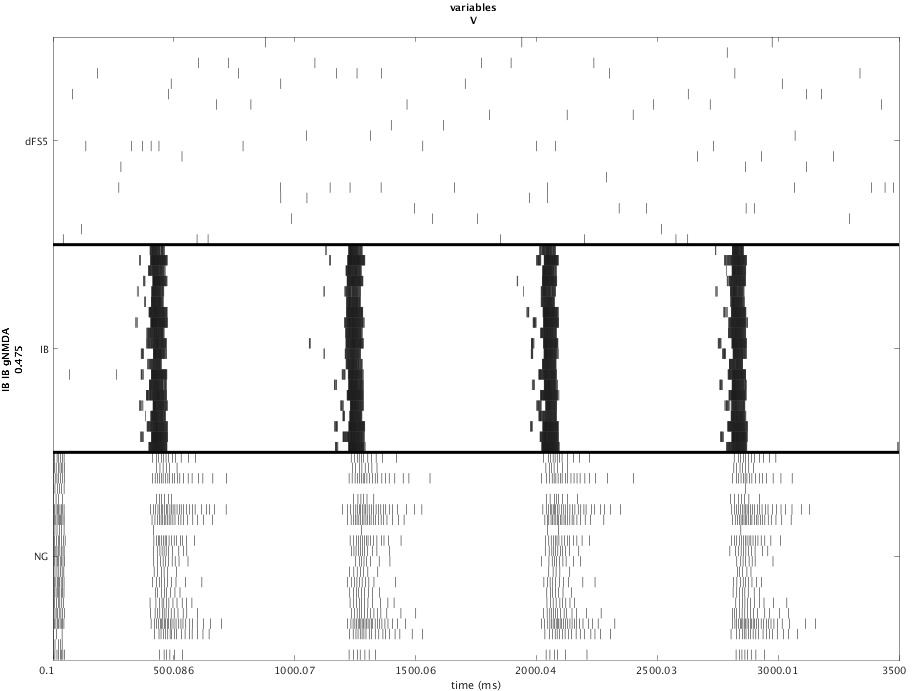 variables
V
dFS5
IB IB gNMDA
0.475
IB
NG
0.1 500.086 1000.07 1500.06 2000.04 2500.03 3000.01 3500
time (ms)